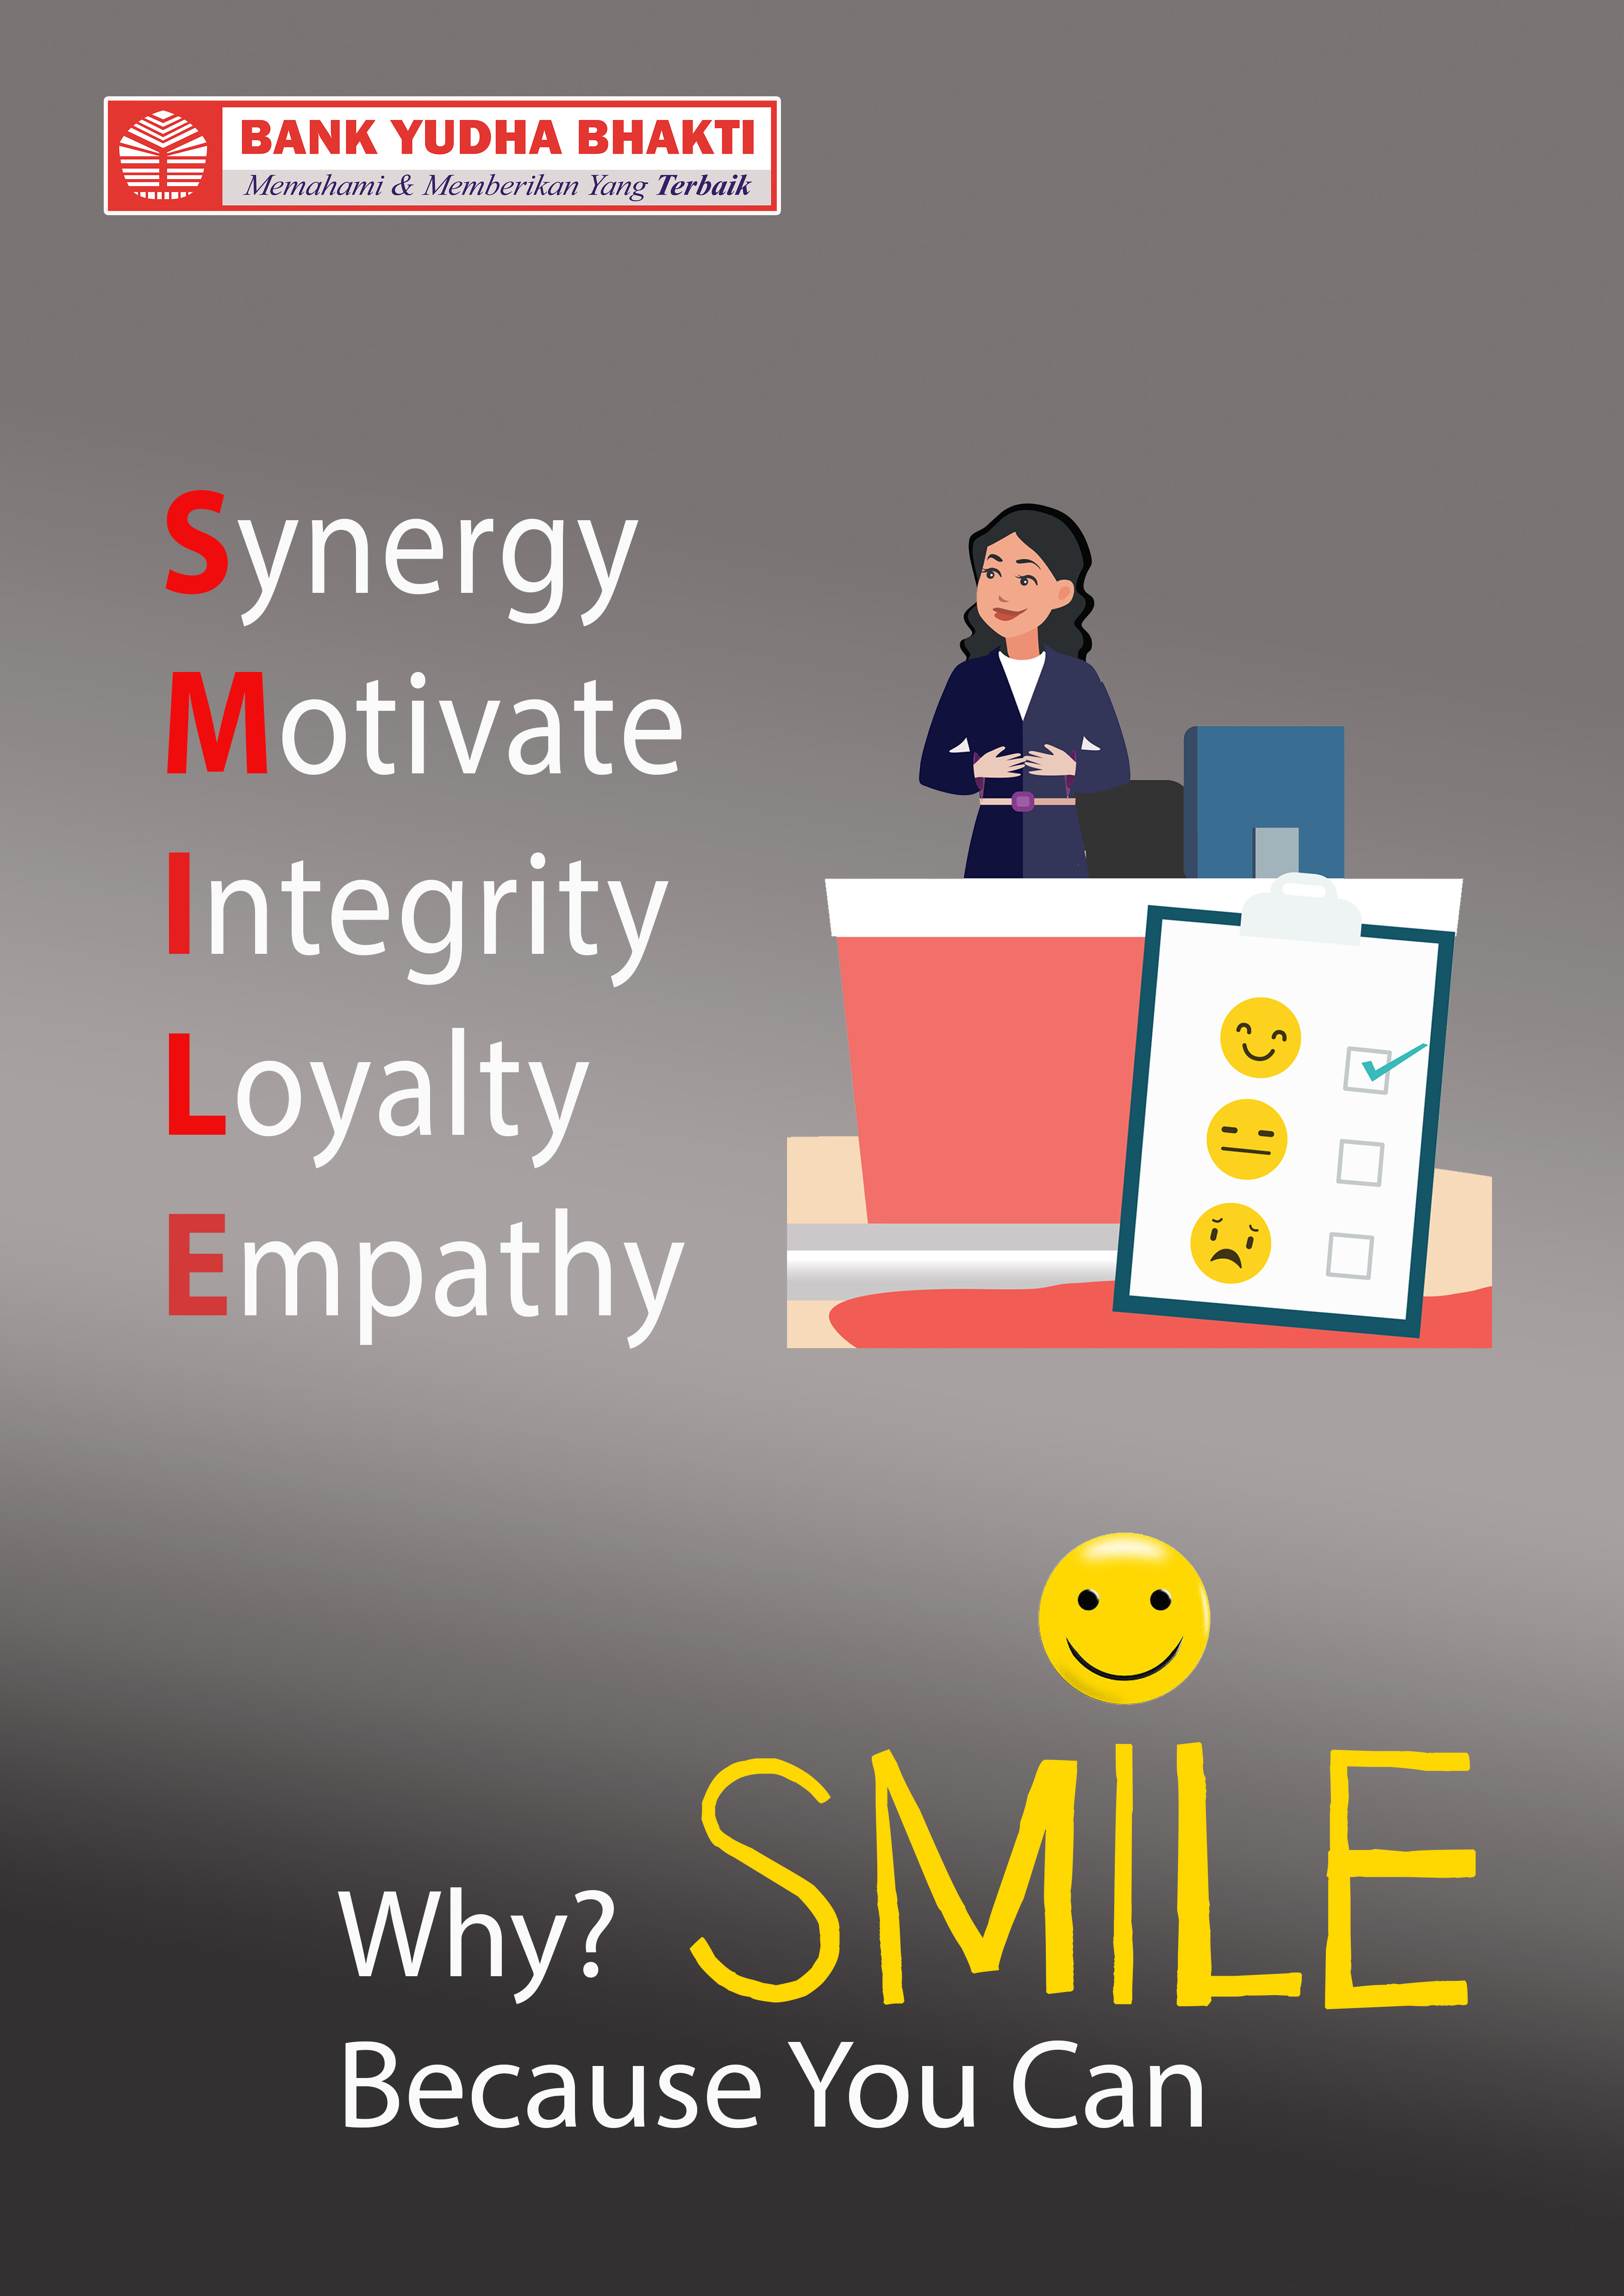 BANK YUDHA BHAKTI
Memahami & Memberikan Yang Terbaik
Synergy
Motivate
Integrity
Loyalty
Empathy
Why? SMILE
Because You Can